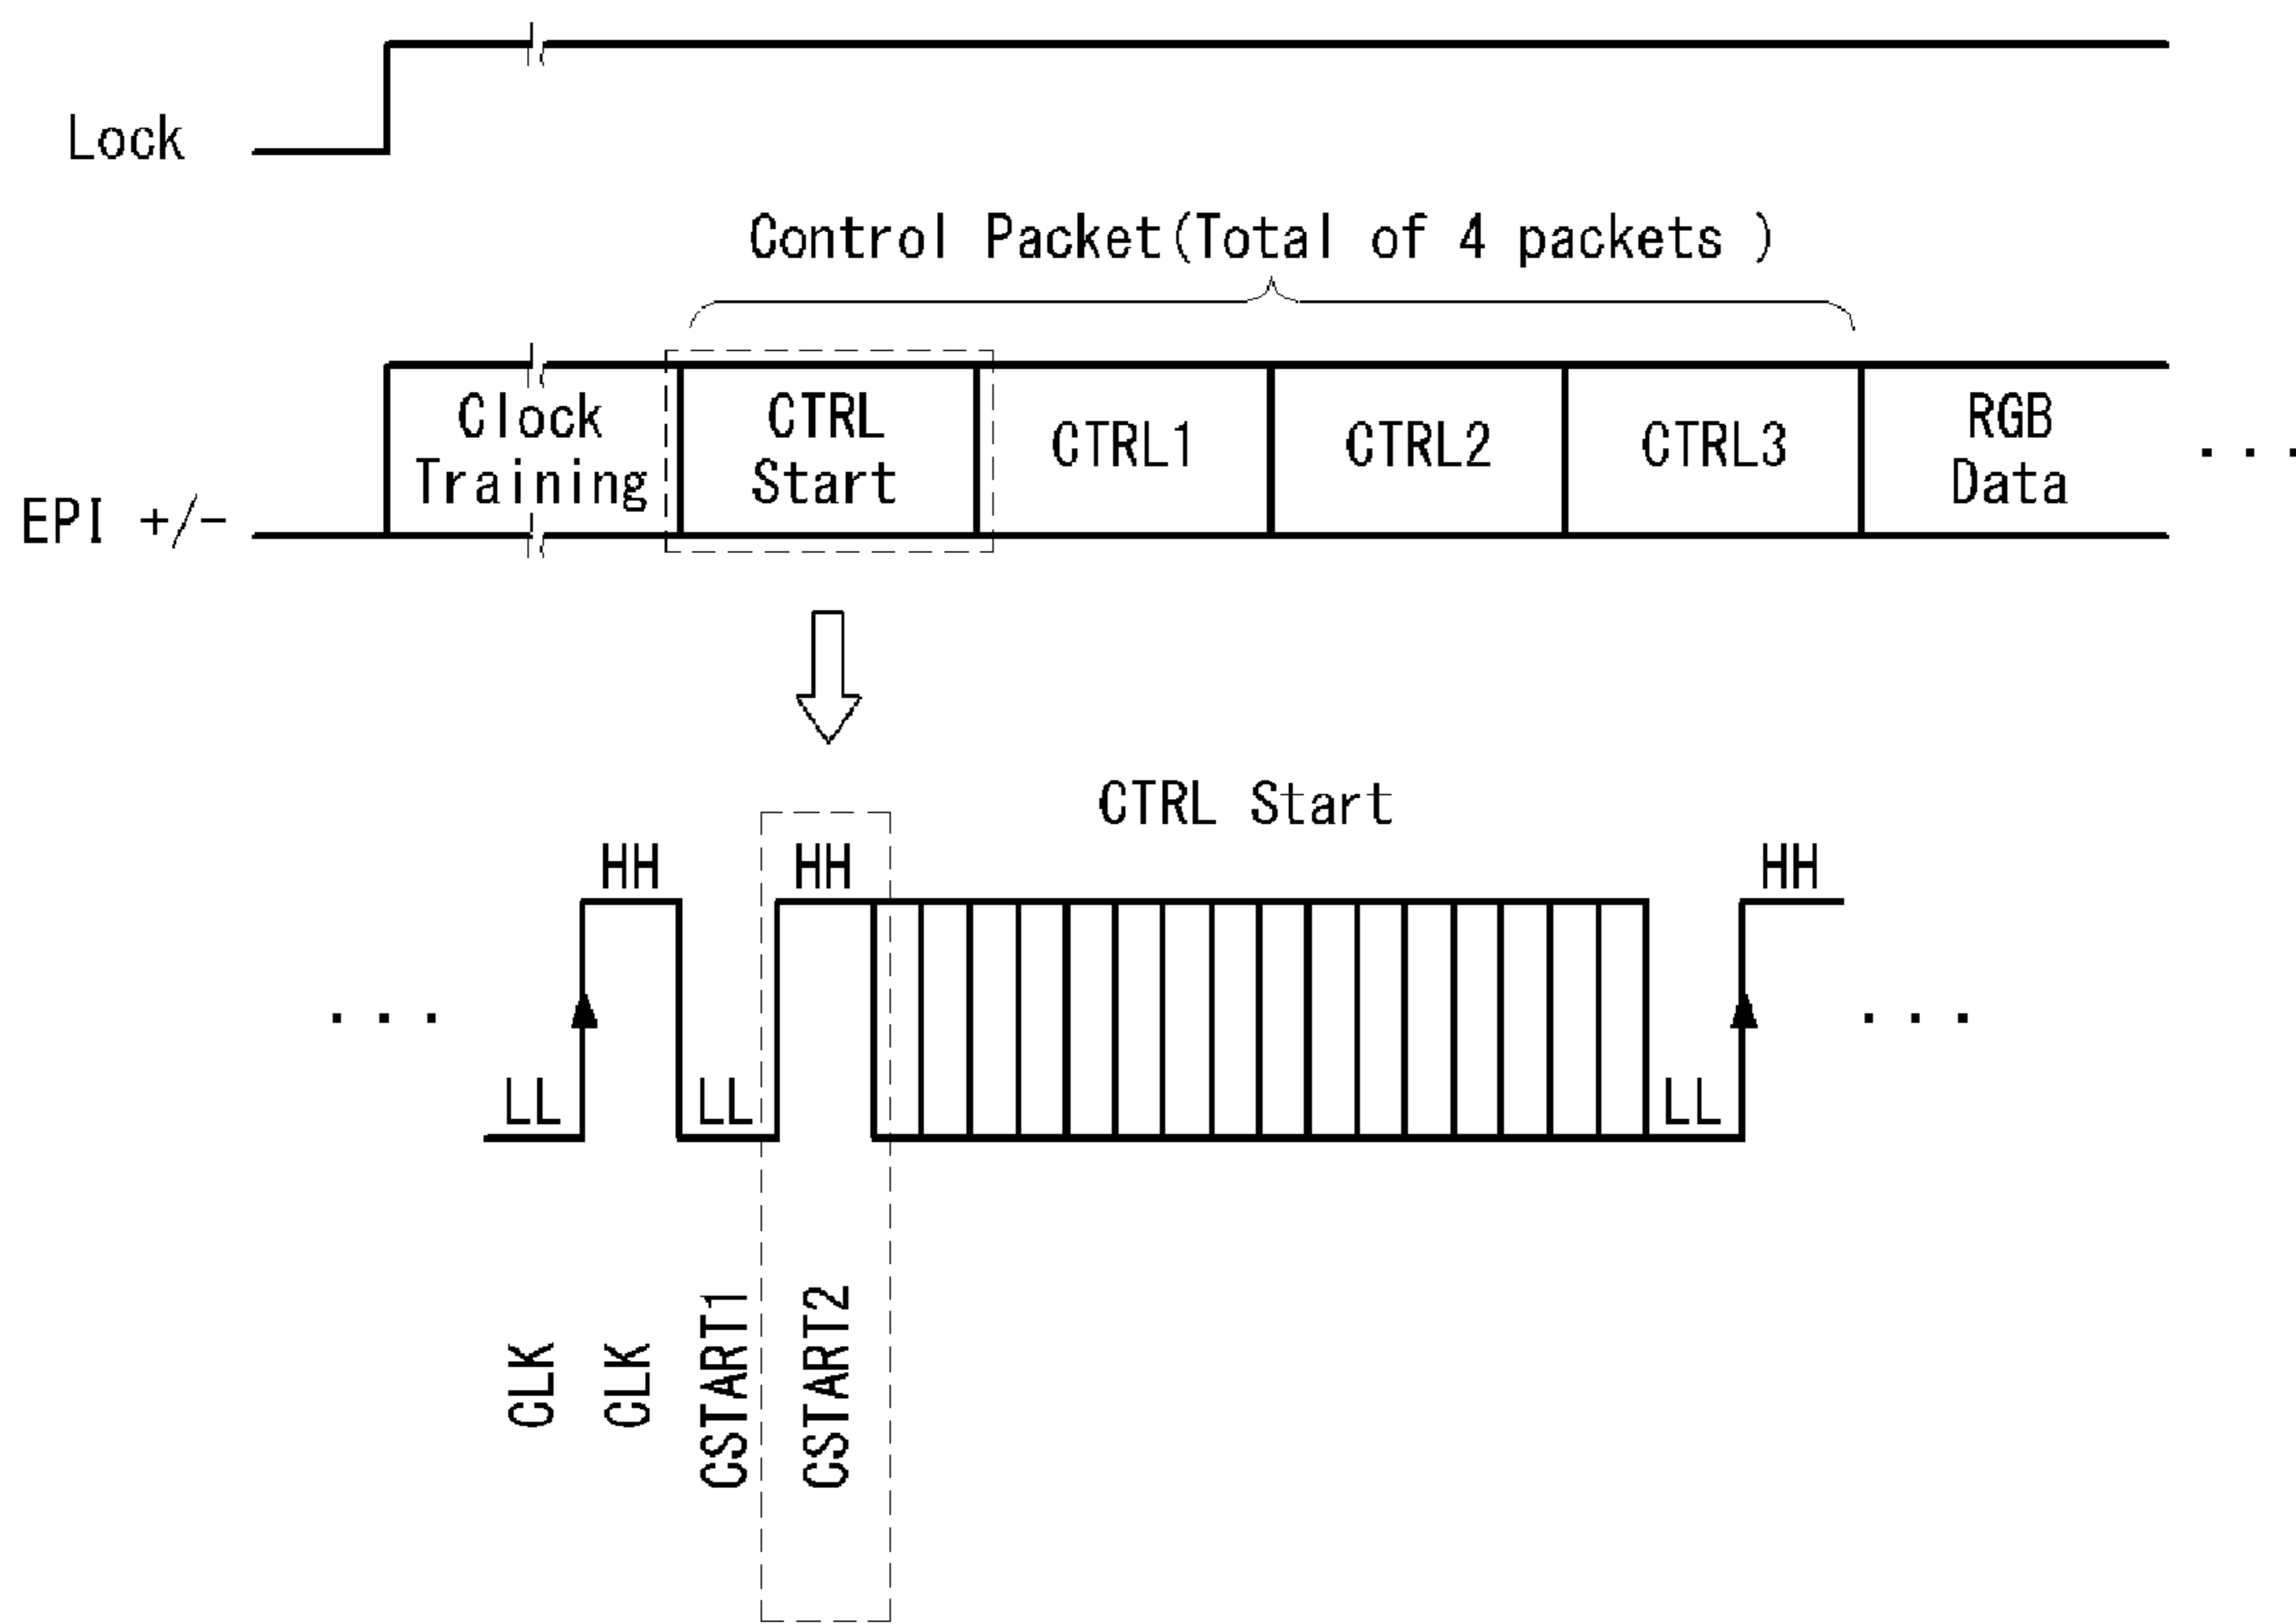 Lock
Control Packet(Total of 4 packets )
Clock
Training
CTRL
Start
CTRL1
CTRL2
CTRL3
RGB
Data
...
EPI +/-
CTRL Start
HH
HH
HH
...
...
LL
LL
LL
CLK
CLK
CSTART1
CSTART2